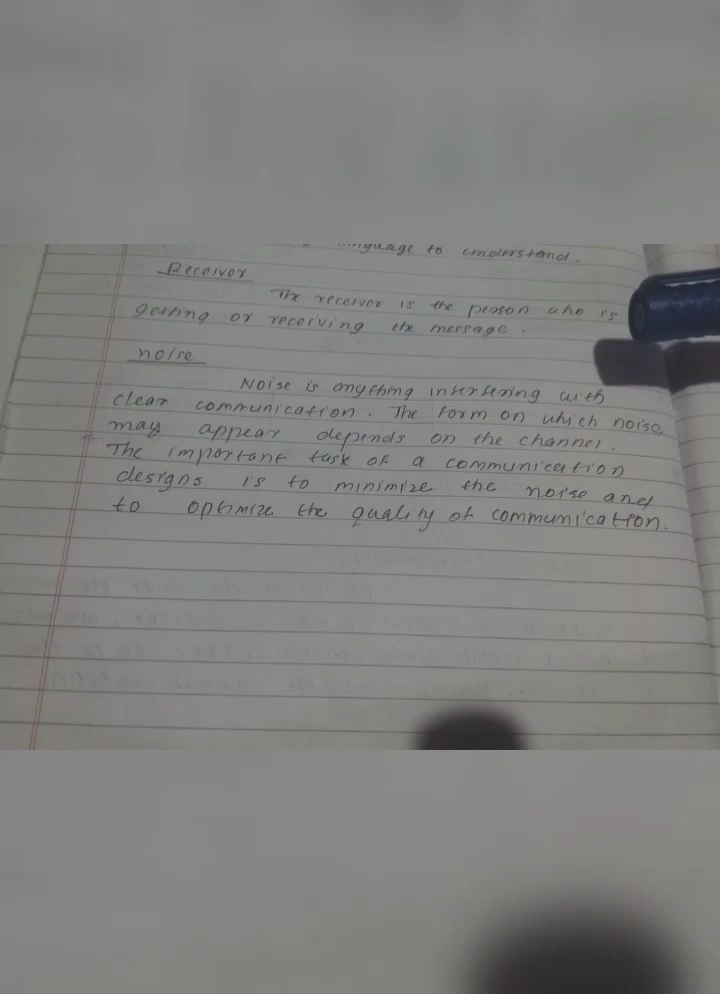 language to understand.
Receiver
The receiver is the person who is
getting or receiving the message.
noise
Noise is anything interfering with
clear communication. The form on which noise
may appear depends on the channel.
The important task of a communication
designs is to minimize the noise and
to optimize the quality of communication.